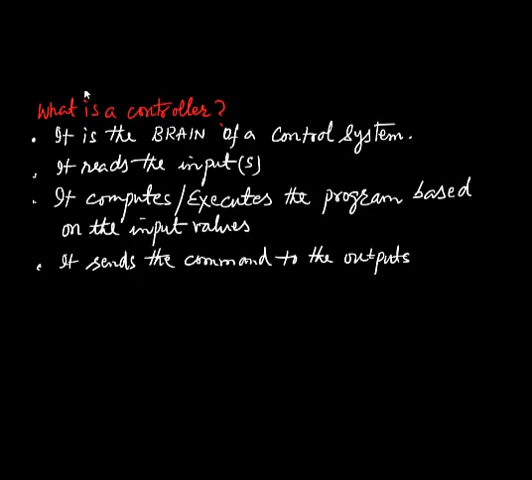 What is a controller?
. It is the BRAIN of a Control System.
. It reads the input(s)
. It computes/Executes the program based
on the input values
. It sends the command to the outputs